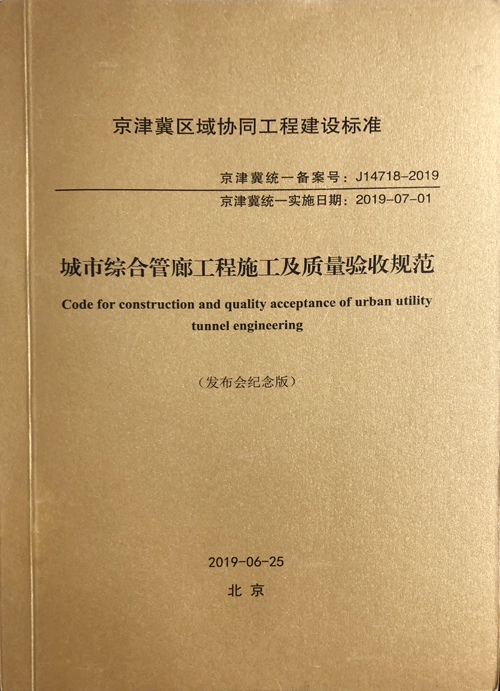 京津冀区域协同工程建设标准
京津冀统一备案号：J14718-2019
京津冀统一实施日期：2019-07-01
城市综合管廊工程施工及质量验收规范
Code for construction and quality acceptance of urban utility
tunnel engineering
（发布会纪念版）
2019-06-25
北京